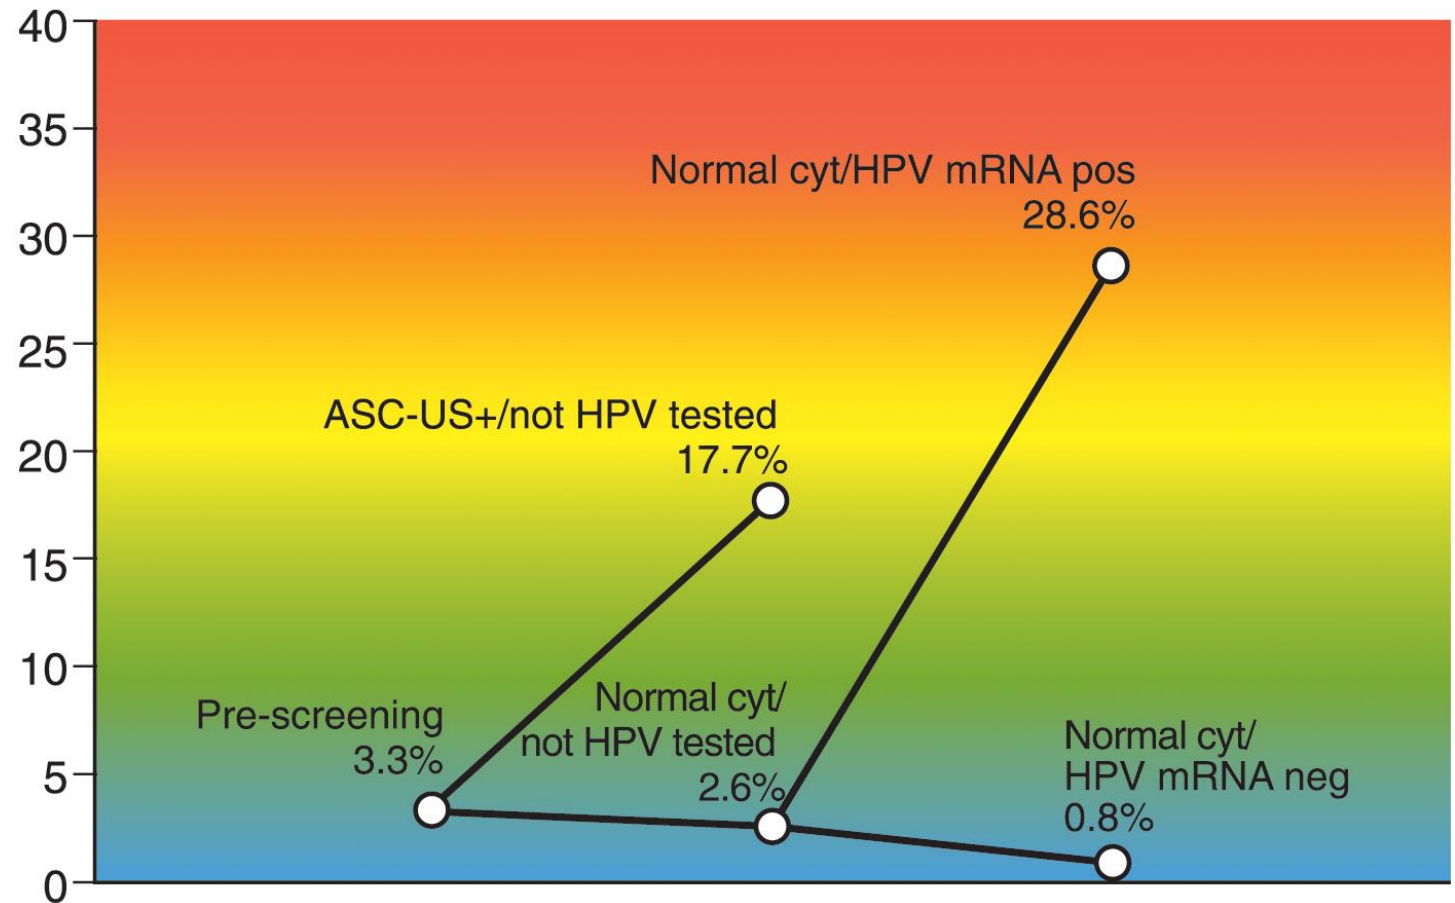 40
35
30
25
20
15
10
5
0
Normal cyt/HPV mRNA pos
28.6%
ASC-US+/not HPV tested
17.7%
Pre-screening
3.3%
Normal cyt/
not HPV tested
2.6%
Normal cyt/
HPV mRNA neg
0.8%